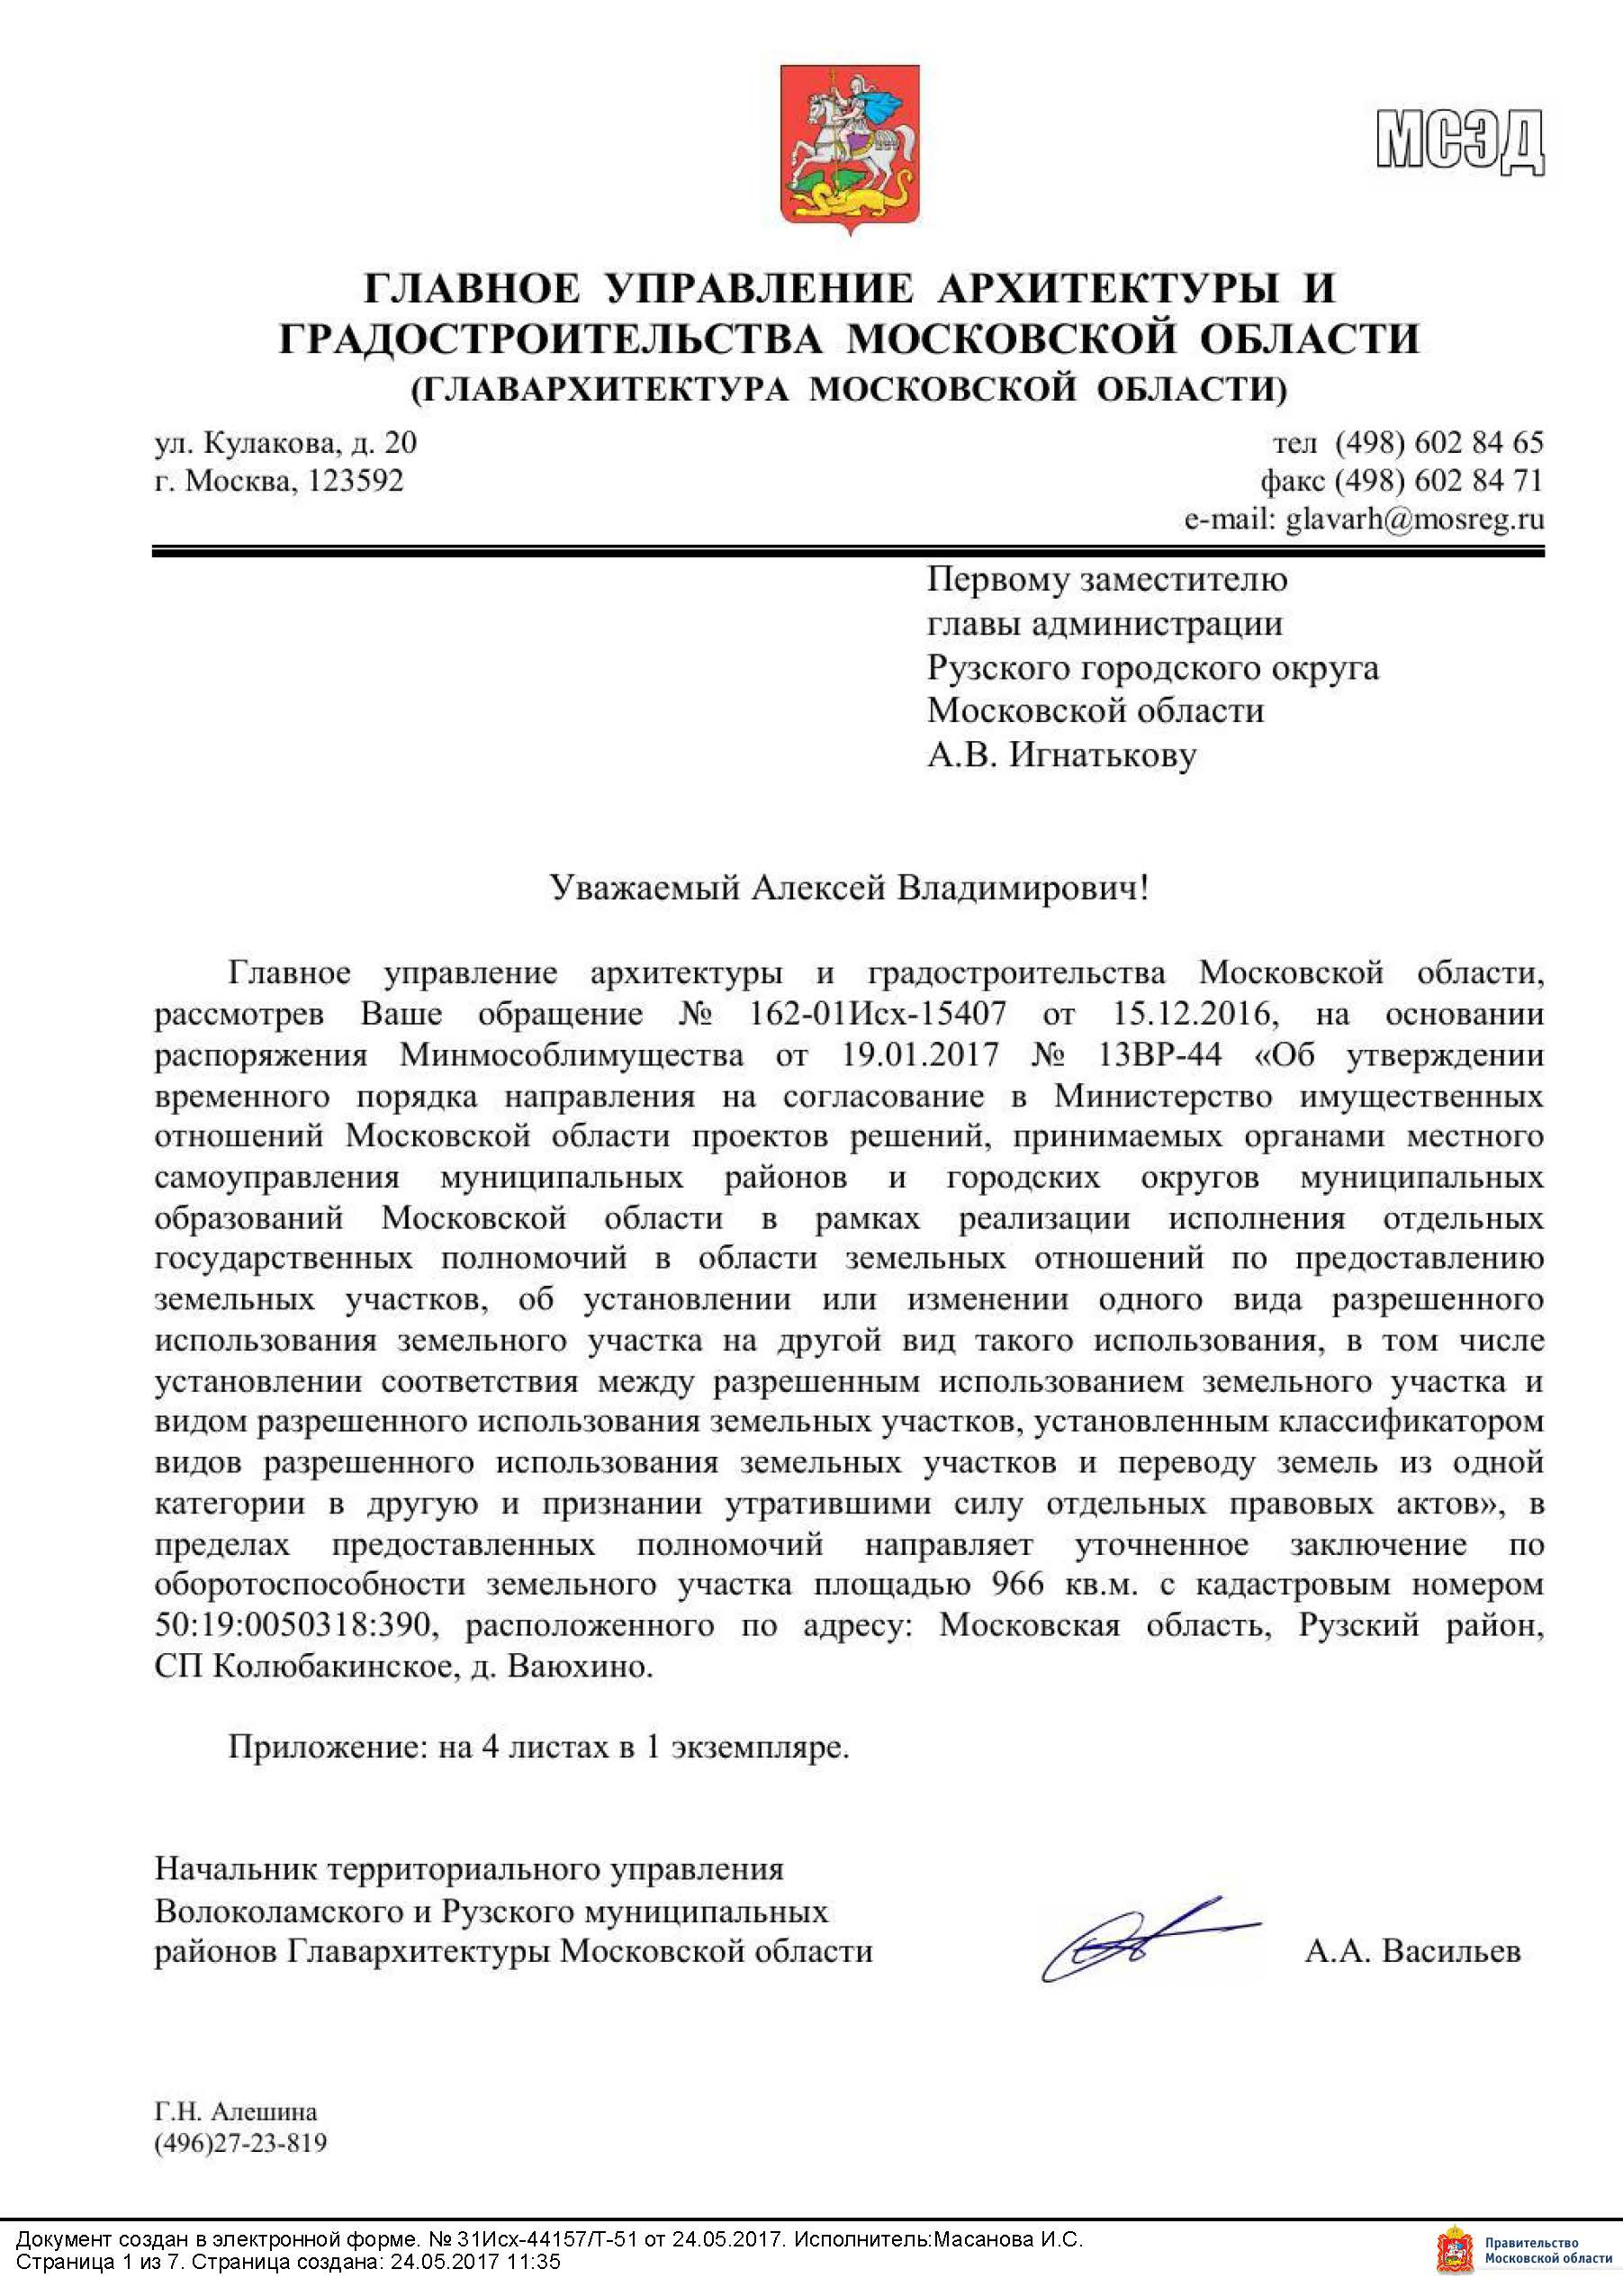 МСЭД
ГЛАВНОЕ УПРАВЛЕНИЕ АРХИТЕКТУРЫ И
ГРАДОСТРОИТЕЛЬСТВА МОСКОВСКОЙ ОБЛАСТИ
(ГЛАВАРХИТЕКТУРА МОСКОВСКОЙ ОБЛАСТИ)
ул. Кулакова, д. 20
г. Москва, 123592
тел (498) 602 84 65
факс (498) 602 84 71
e-mail: glavarh@mosreg.ru
Первому заместителю
главы администрации
Рузского городского округа
Московской области
А.В. Игнатькову
Уважаемый Алексей Владимирович!
Главное управление архитектуры и градостроительства Московской области,
рассмотрев Ваше обращение № 162-01Исх-15407 от 15.12.2016, на основании
распоряжения Минмособлимущества от 19.01.2017 № 13ВР-44 «Об утверждении
временного порядка направления на согласование в Министерство имущественных
отношений Московской области проектов решений, принимаемых органами местного
самоуправления муниципальных районов и городских округов муниципальных
образований Московской области в рамках реализации исполнения отдельных
государственных полномочий в области земельных отношений по предоставлению
земельных участков, об установлении или изменении одного вида разрешенного
использования земельного участка на другой вид такого использования, в том числе
установлении соответствия между разрешенным использованием земельного участка и
видом разрешенного использования земельных участков, установленным классификатором
видов разрешенного использования земельных участков и переводу земель из одной
категории в другую и признании утратившими силу отдельных правовых актов», в
пределах предоставленных полномочий направляет уточненное заключение по
оборотоспособности земельного участка площадью 966 кв.м. с кадастровым номером
50:19:0050318:390, расположенного по адресу: Московская область, Рузский район,
СП Колюбакинское, д. Ваюхино.
Приложение: на 4 листах в 1 экземпляре.
Начальник территориального управления
Волоколамского и Рузского муниципальных
районов Главархитектуры Московской области
А.А. Васильев
Г.Н. Алешина
(496)27-23-819
Документ создан в электронной форме. № 31Исх-44157/Т-51 от 24.05.2017. Исполнитель:Масанова И.С.
Страница 1 из 7. Страница создана: 24.05.2017 11:35
Правительство
Московской области